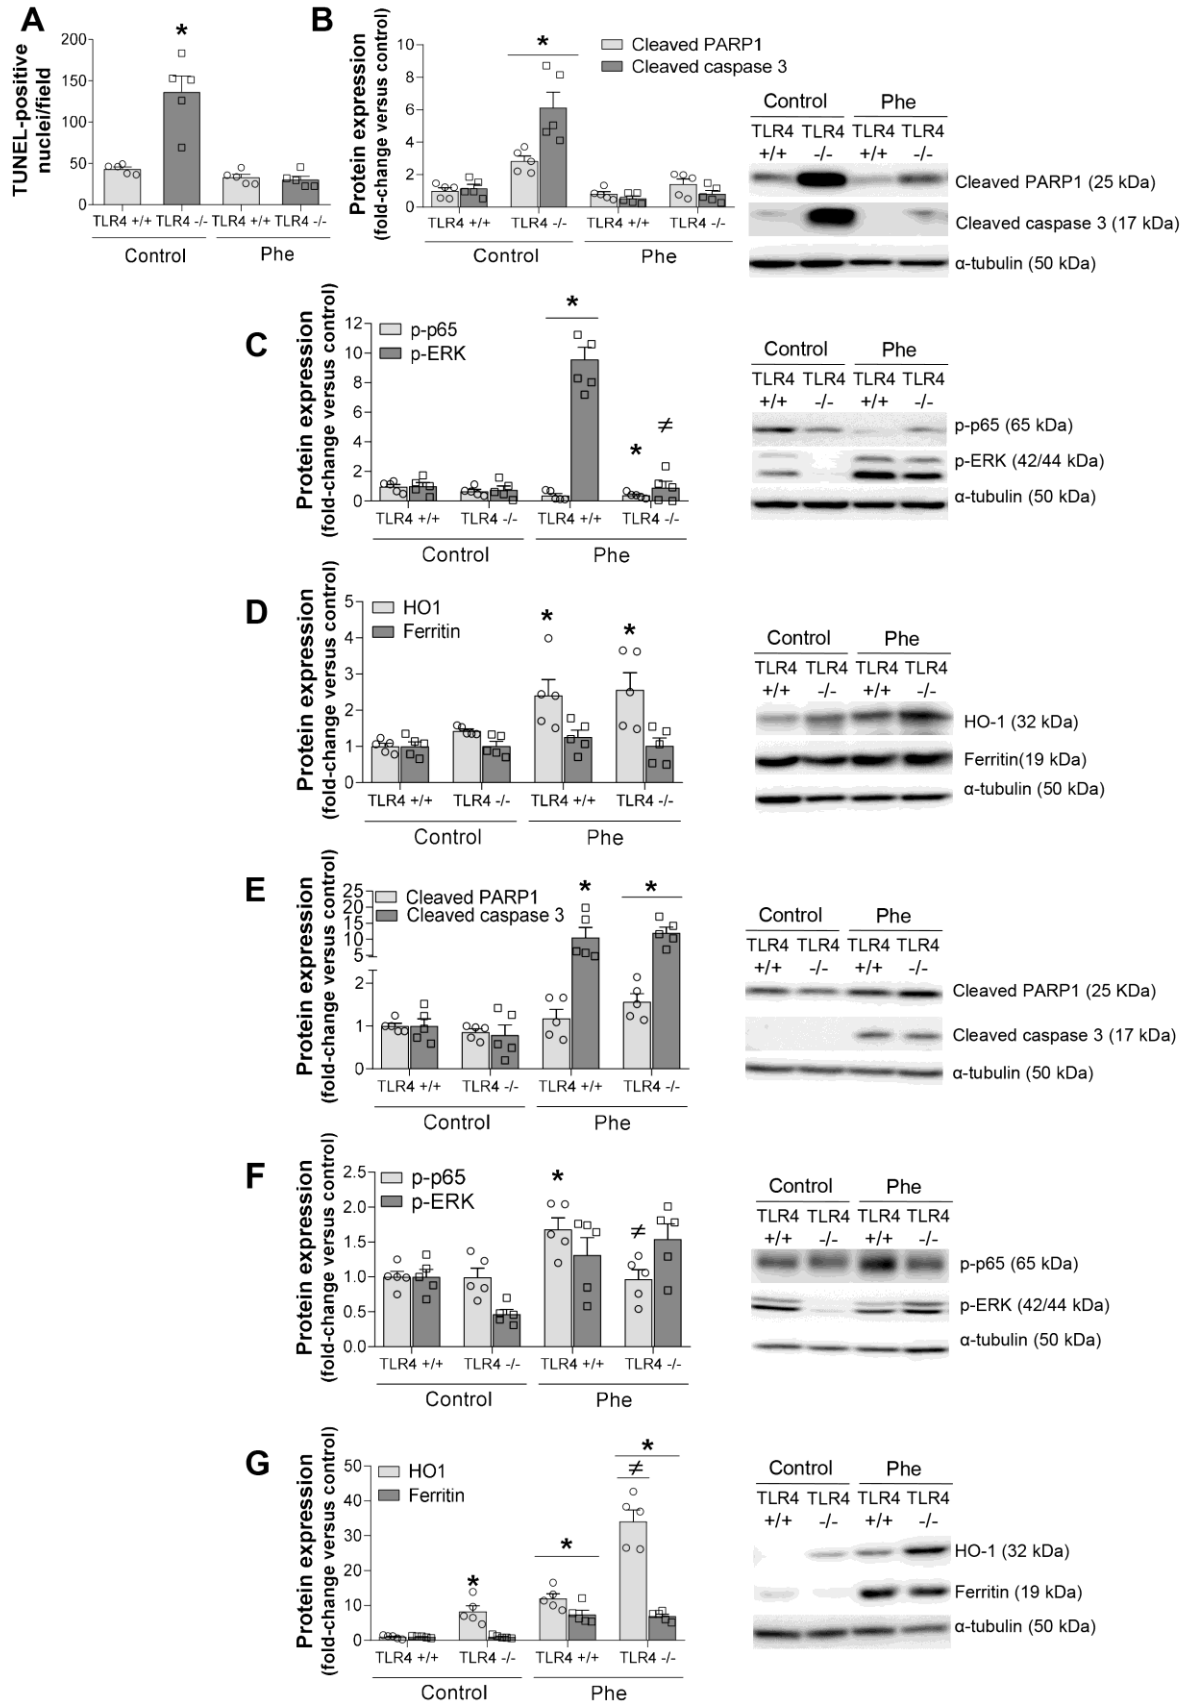 A
TUNEL-positive
nuclei/field
200
150
100
50
0
*
TLR4 +/+ TLR4 -/- TLR4 +/+ TLR4 -/-
Control Phe
B
Protein expression
(fold-change versus control)
10
8
6
4
2
0
*
Cleaved PARP1
Cleaved caspase 3
TLR4 +/+ TLR4 -/- TLR4 +/+ TLR4 -/-
Control Phe
Control Phe
TLR4 TLR4 TLR4 TLR4
+/+ -/- +/+ -/-
Cleaved PARP1 (25 kDa)
Cleaved caspase 3 (17 kDa)
α-tubulin (50 kDa)
C
Protein expression
(fold-change versus control)
12
10
8
6
4
2
0
p-p65
p-ERK
*
* ≠
TLR4 +/+ TLR4 -/- TLR4 +/+ TLR4 -/-
Control Phe
Control Phe
TLR4 TLR4 TLR4 TLR4
+/+ -/- +/+ -/-
p-p65 (65 kDa)
p-ERK (42/44 kDa)
α-tubulin (50 kDa)
D
Protein expression
(fold-change versus control)
5
4
3
2
1
0
HO1
Ferritin
* *
TLR4 +/+ TLR4 -/- TLR4 +/+ TLR4 -/-
Control Phe
Control Phe
TLR4 TLR4 TLR4 TLR4
+/+ -/- +/+ -/-
HO-1 (32 kDa)
Ferritin(19 kDa)
α-tubulin (50 kDa)
E
Protein expression
(fold-change versus control)
25
20
15
10
5
2
1
0
Cleaved PARP1
Cleaved caspase 3
* *
TLR4 +/+ TLR4 -/- TLR4 +/+ TLR4 -/-
Control Phe
Control Phe
TLR4 TLR4 TLR4 TLR4
+/+ -/- +/+ -/-
Cleaved PARP1 (25 KDa)
Cleaved caspase 3 (17 kDa)
α-tubulin (50 kDa)
F
Protein expression
(fold-change versus control)
2.5
2.0
1.5
1.0
0.5
0.0
p-p65
p-ERK
* ≠
TLR4 +/+ TLR4 -/- TLR4 +/+ TLR4 -/-
Control Phe
Control Phe
TLR4 TLR4 TLR4 TLR4
+/+ -/- +/+ -/-
p-p65 (65 kDa)
p-ERK (42/44 kDa)
α-tubulin (50 kDa)
G
Protein expression
(fold-change versus control)
50
40
30
20
10
0
HO1
Ferritin
*
≠
* *
TLR4 +/+ TLR4 -/- TLR4 +/+ TLR4 -/-
Control Phe
Control Phe
TLR4 TLR4 TLR4 TLR4
+/+ -/- +/+ -/-
HO-1 (32 kDa)
Ferritin (19 kDa)
α-tubulin (50 kDa)